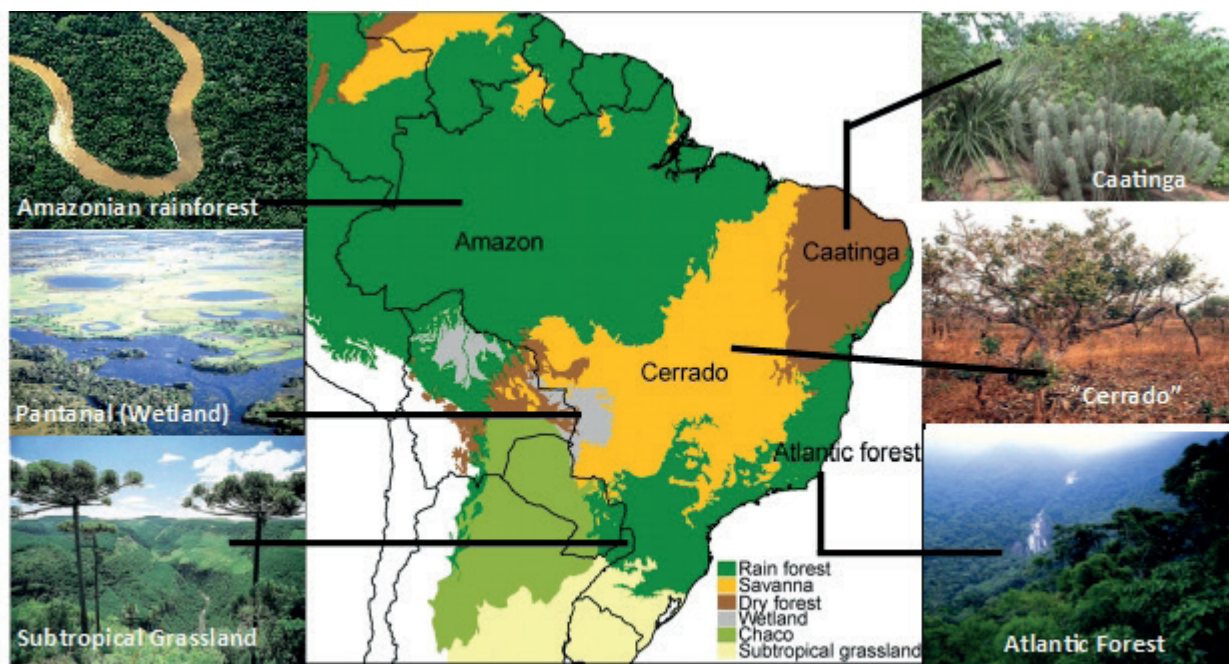 Amazonian rainforest
Pantanal (Wetland)
Subtropical Grassland
Amazon
Caatinga
Cerrado
Atlantic forest
Rain forest
Savanna
Dry forest
Wetland
Chaco
Subtropical grassland
Caatinga
“Cerrado”
Atlantic Forest